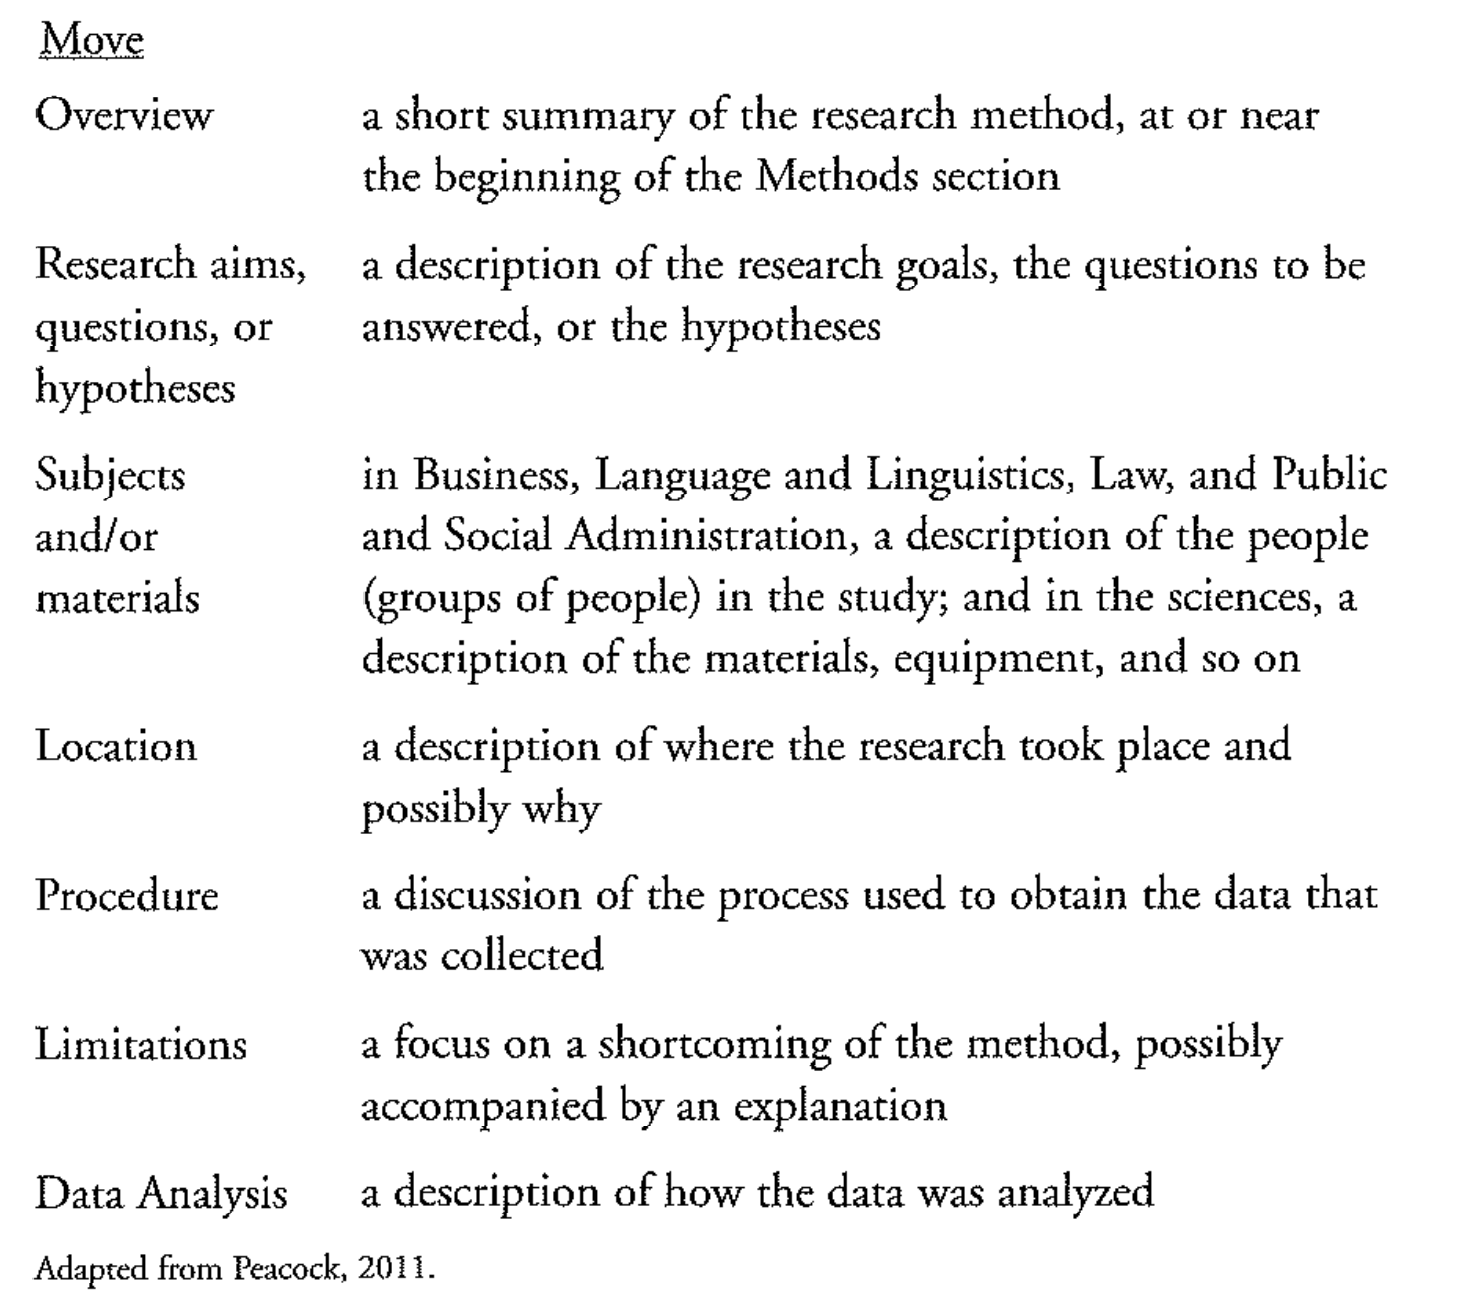 Move
Overview a short summary of the research method, at or near
the beginning of the Methods section
Research aims, a description of the research goals, the questions to be
questions, or answered, or the hypotheses
hypotheses
Subjects in Business, Language and Linguistics, Law, and Public
and/or and Social Administration, a description of the people
materials (groups of people) in the study; and in the sciences, a
description of the materials, equipment, and so on
Location a description of where the research took place and
possibly why
Procedure a discussion of the process used to obtain the data that
was collected
Limitations a focus on a shortcoming of the method, possibly
accompanied by an explanation
Data Analysis a description of how the data was analyzed
Adapted from Peacock, 2011.